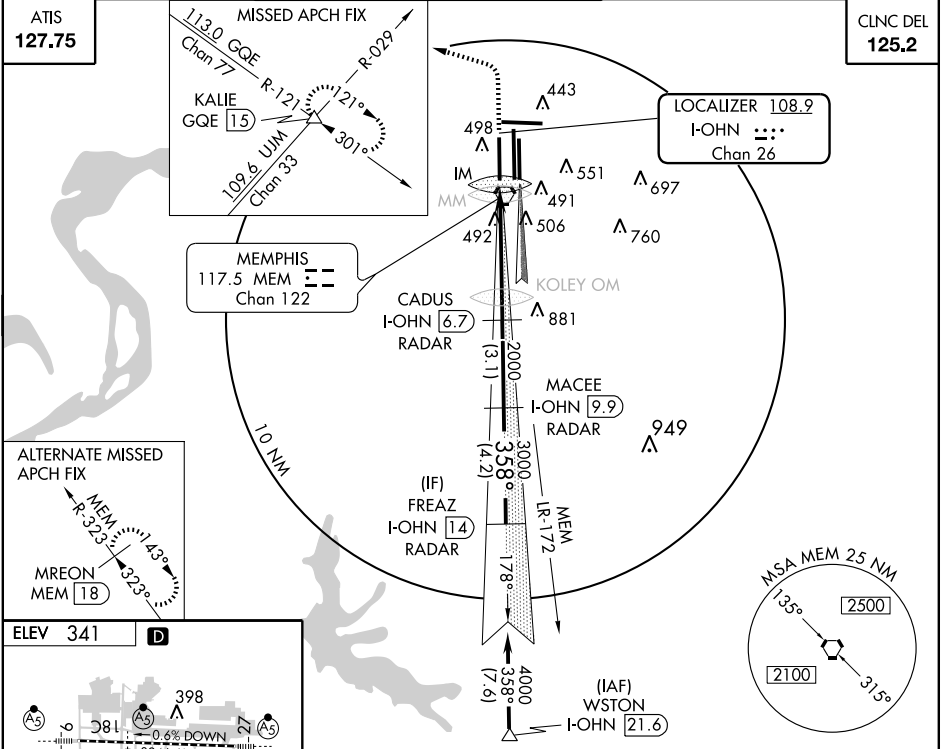 ATIS
127.75
MISSED APCH FIX
113.0 GQE
Chan 77
R-121
R-029
KALIE
GQE 15
121°
301°
109.6 UJM
Chan 33
CLNC DEL
125.2
LOCALIZER 108.9
I-OHN
Chan 26
443
498
551
697
IM
MM
491
492
506
760
MEMPHIS
117.5 MEM
Chan 122
KOLEY OM
CADUS
I-OHN 6.7
RADAR
881
2000
(3.1)
MACEE
I-OHN 9.9
RADAR
949
10 NM
3000
358°
(4.2)
(IF)
FREAZ
I-OHN 14
RADAR
MEM
LR-172
178°
ALTERNATE MISSED
APCH FIX
MEM
R-323
143°
323°
MREON
MEM 18
MSA MEM 25 NM
135°
2500
2100
315°
4000
358°
(7.6)
(IAF)
WSTON
I-OHN 21.6
ELEV 341
D
398
A5
A5
A5
9
18C
0.6% DOWN
27